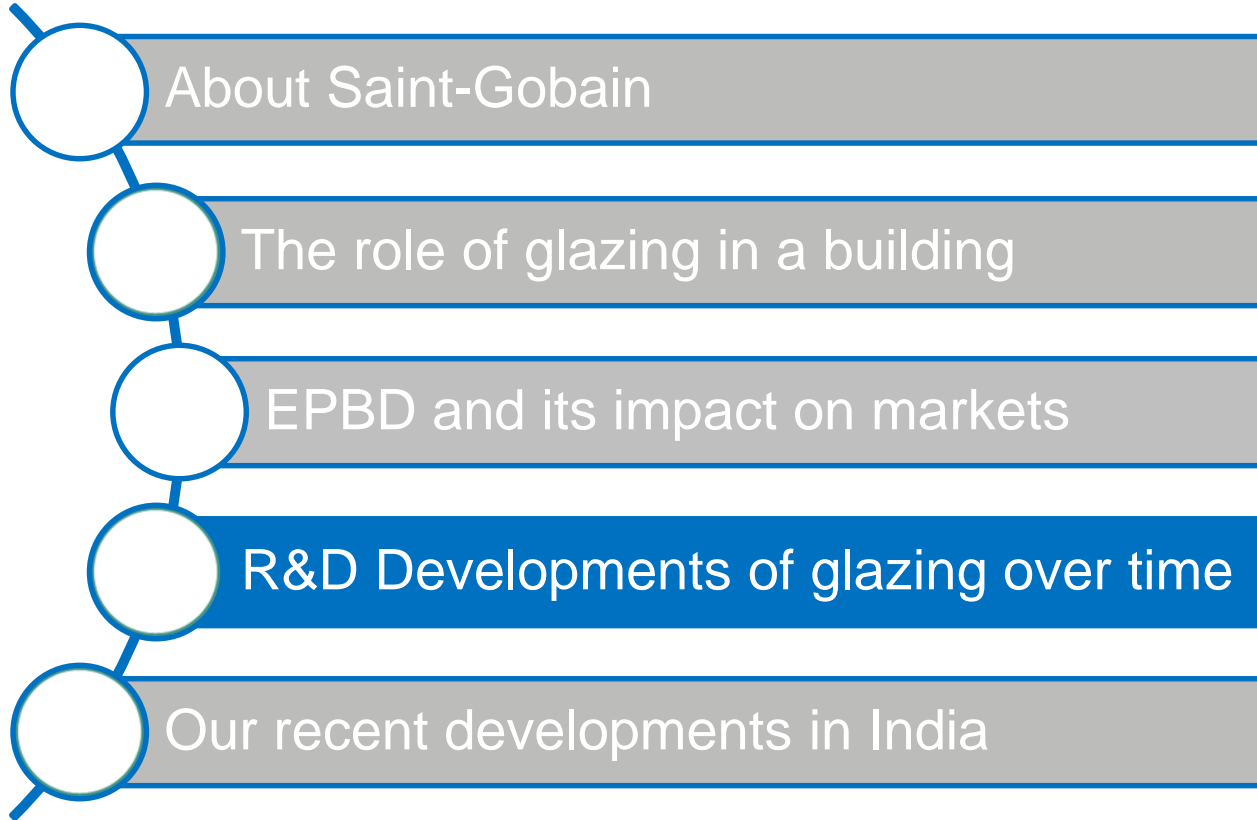 About Saint-Gobain
The role of glazing in a building
EPBD and its impact on markets
R&D Developments of glazing over time
Our recent developments in India